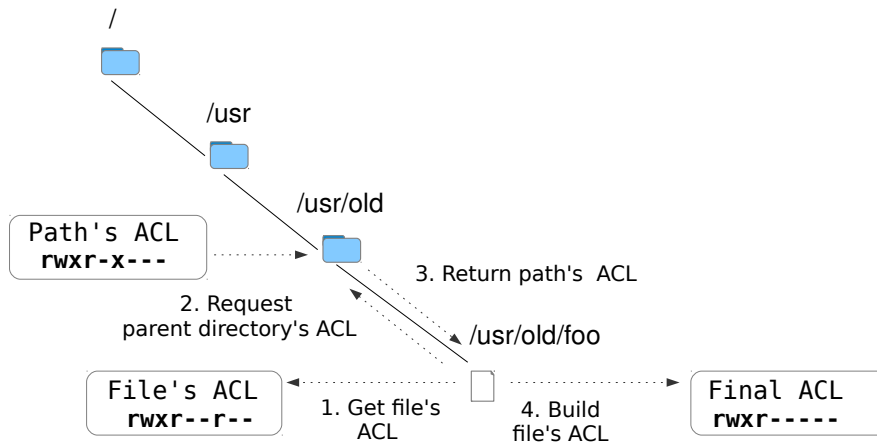 /
/usr
/usr/old
Path's ACL
rwxr-x---
3. Return path's ACL
2. Request
parent directory's ACL
/usr/old/foo
File's ACL
rwxr--r--
1. Get file's
ACL
4. Build
file's ACL
Final ACL
rwxr-----